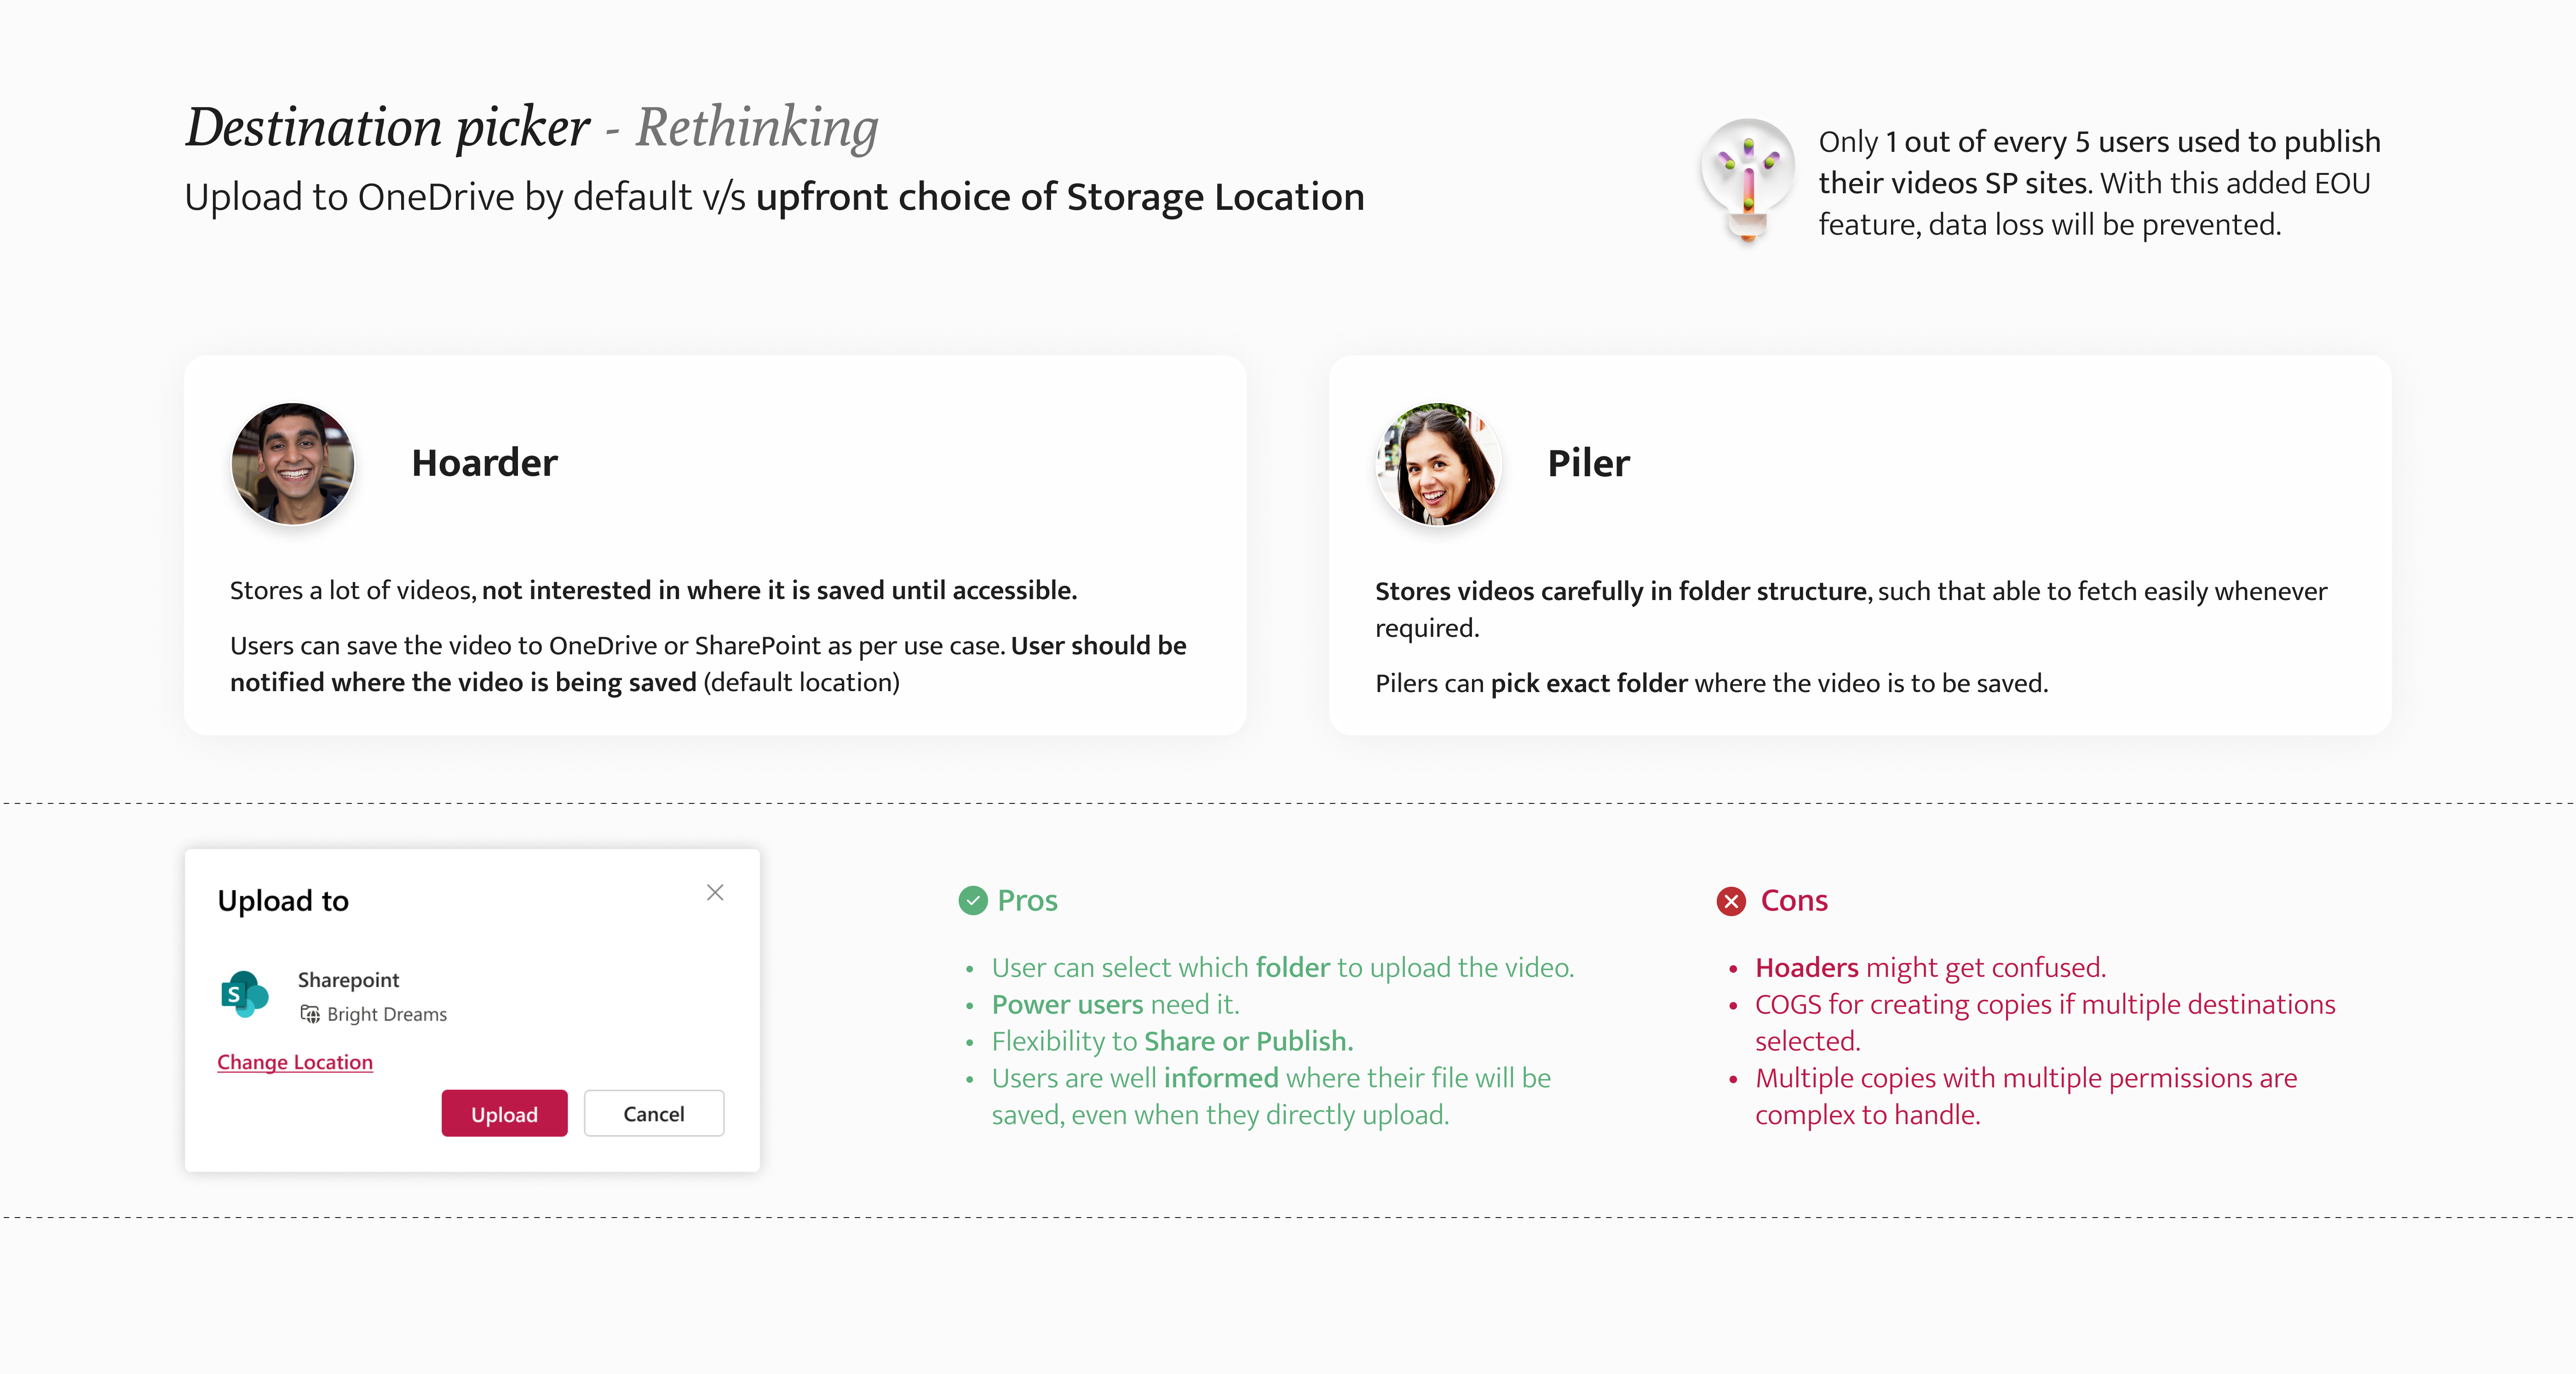 Destination picker - Rethinking
Upload to OneDrive by default v/s upfront choice of Storage Location
Only 1 out of every 5 users used to publish
their videos SP sites. With this added EOU
feature, data loss will be prevented.
Hoarder
Stores a lot of videos, not interested in where it is saved until accessible.
Users can save the video to OneDrive or SharePoint as per use case. User should be
notified where the video is being saved (default location)
Piler
Stores videos carefully in folder structure, such that able to fetch easily whenever
required.
Pilers can pick exact folder where the video is to be saved.
Upload to
S
Sharepoint
Bright Dreams
Change Location
Upload
Cancel
Pros
• User can select which folder to upload the video.
• Power users need it.
• Flexibility to Share or Publish.
• Users are well informed where their file will be
saved, even when they directly upload.
Cons
• Hoaders might get confused.
• COGS for creating copies if multiple destinations
selected.
• Multiple copies with multiple permissions are
complex to handle.